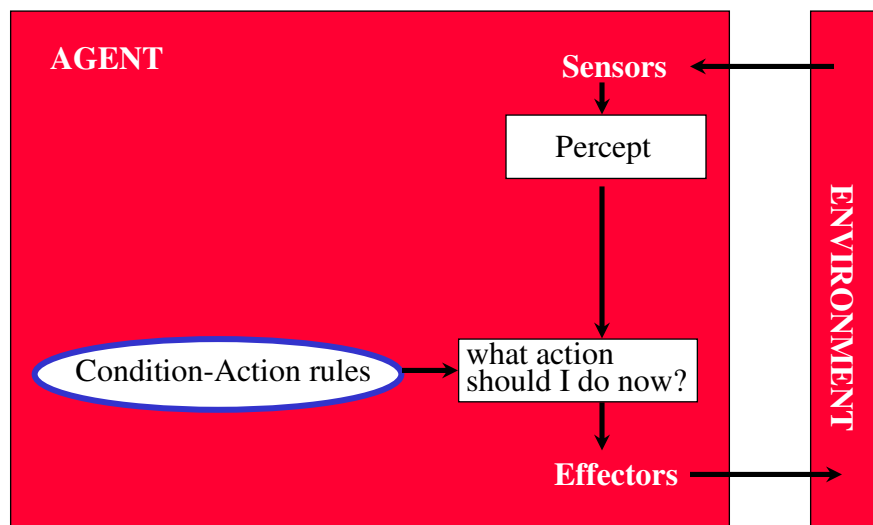 AGENT
Sensors
Percept
ENVIRONMENT
Condition-Action rules
what action
should I do now?
Effectors